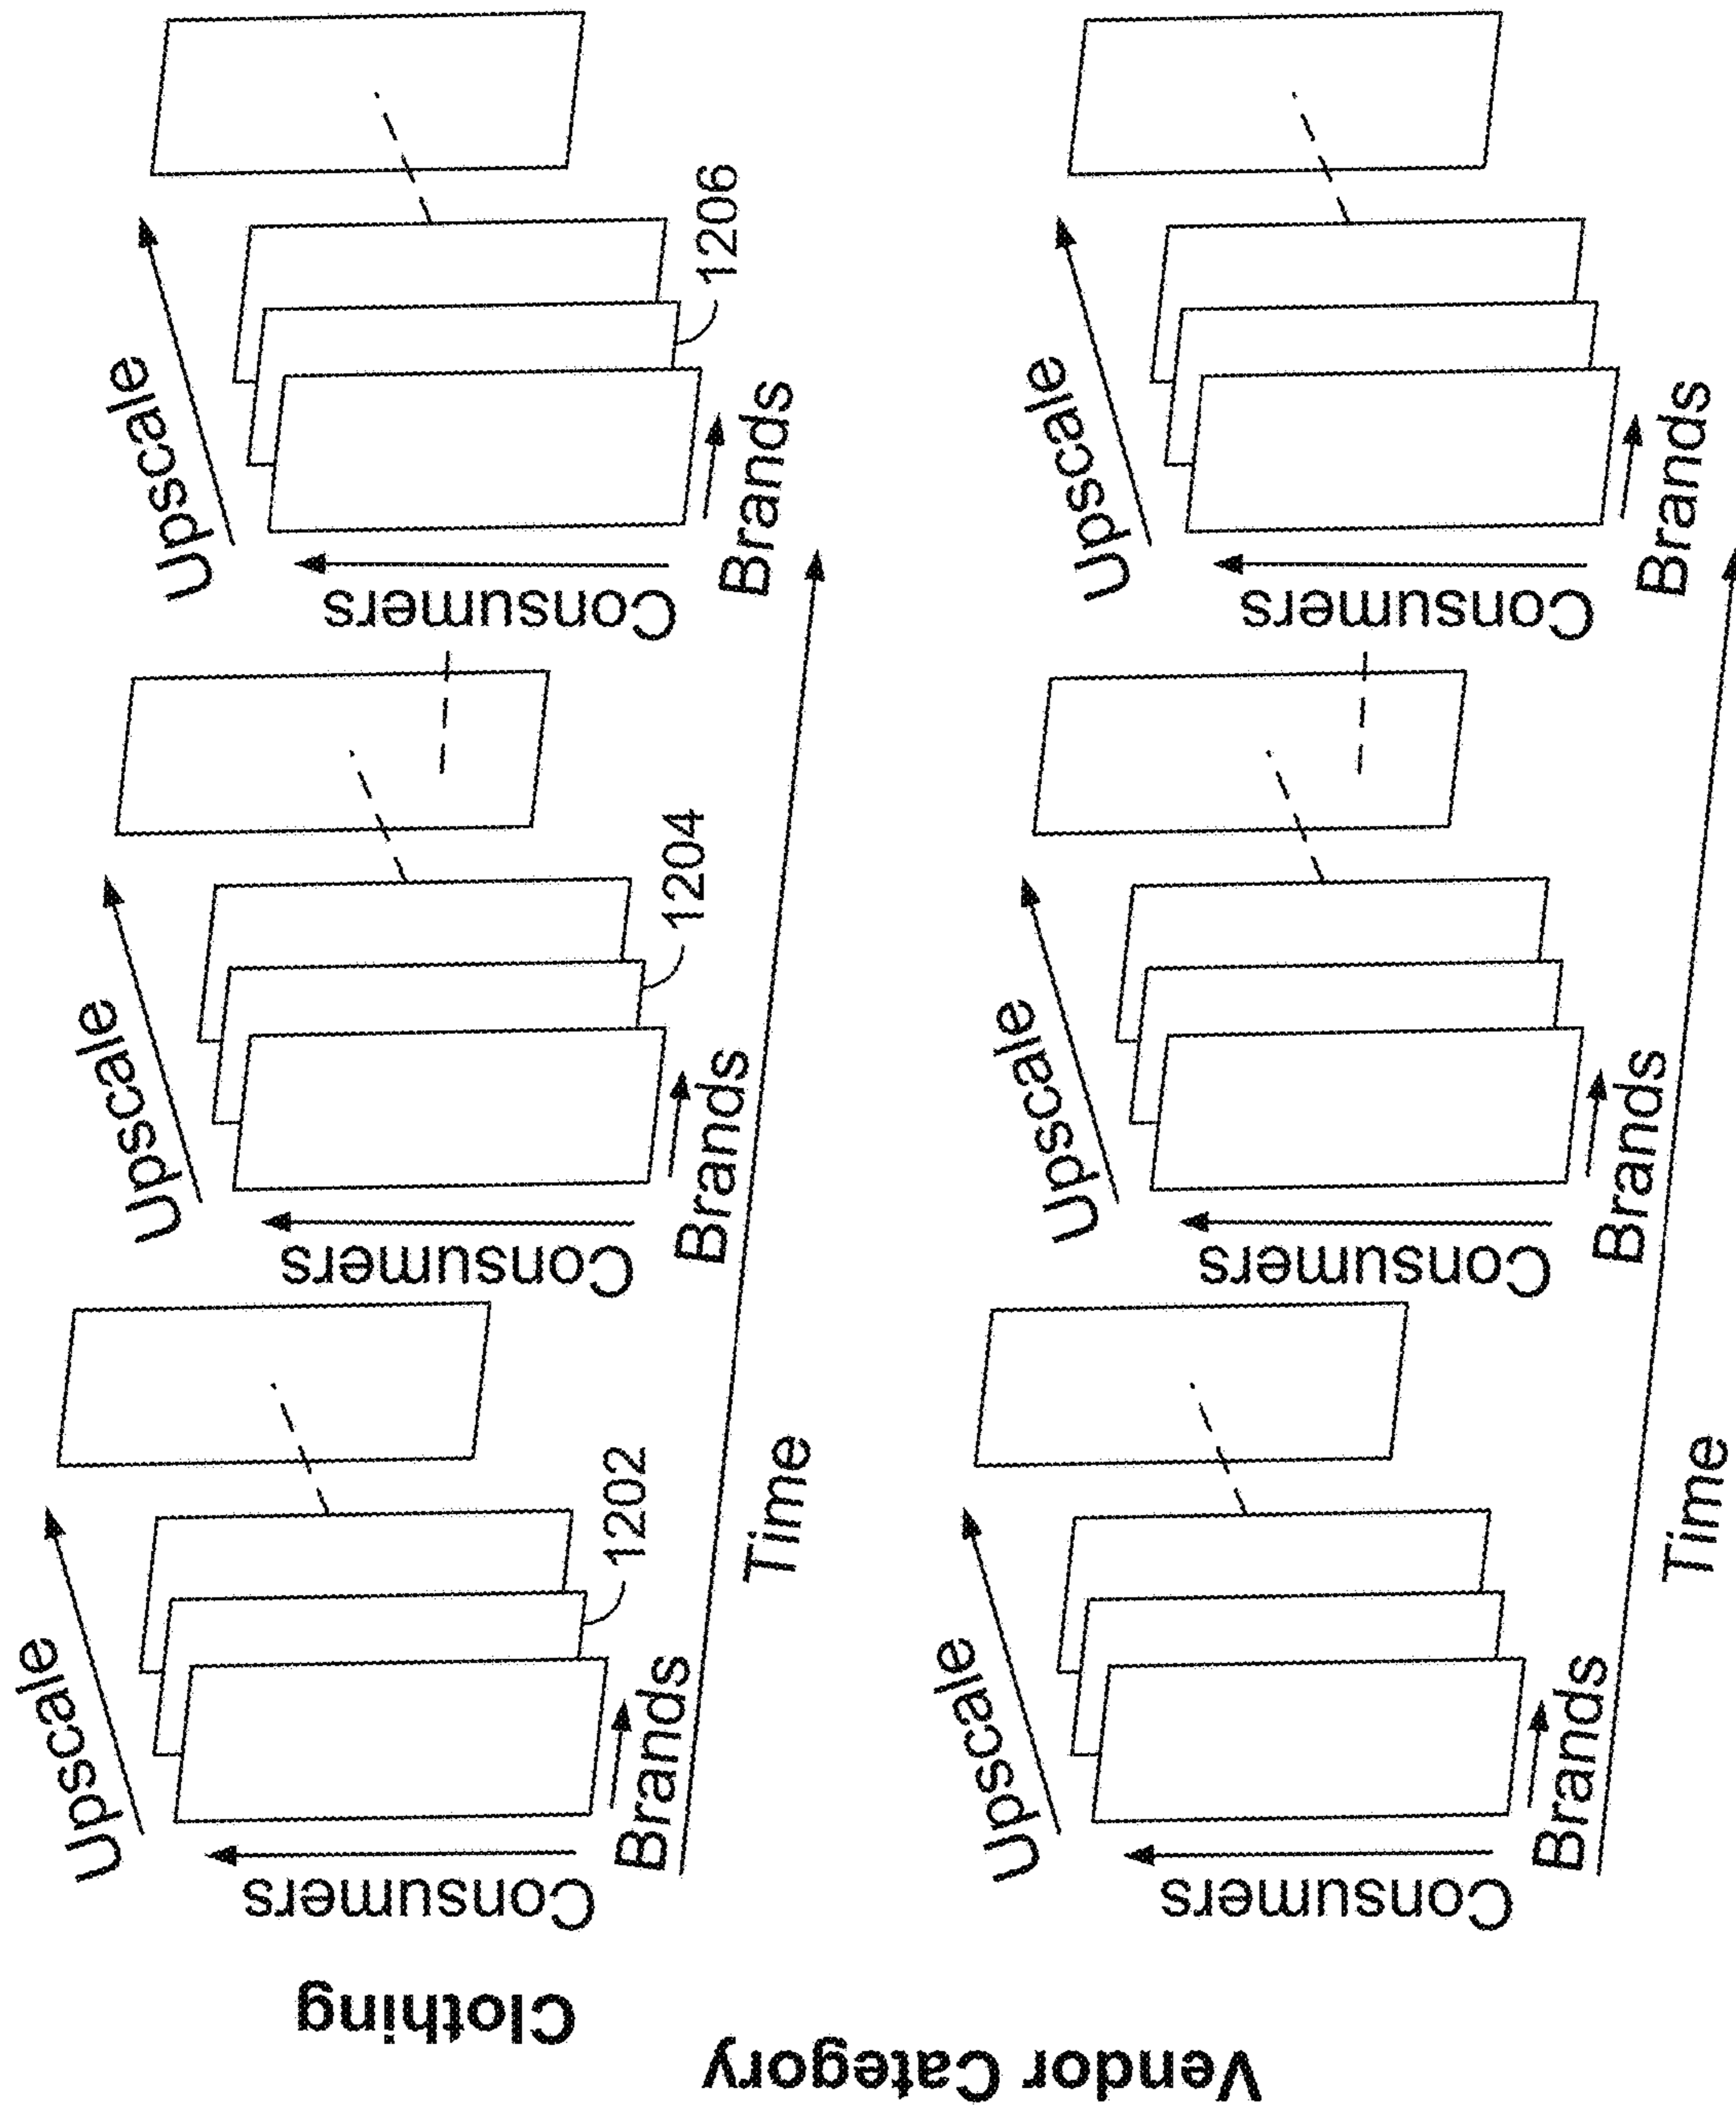 Vendor Category
Clothing
Upscale
Consumers
Brands
1202
Upscale
Consumers
Brands
1204
Upscale
Consumers
Brands
1206
Time
Upscale
Consumers
Brands
Upscale
Consumers
Brands
Upscale
Consumers
Brands
Time